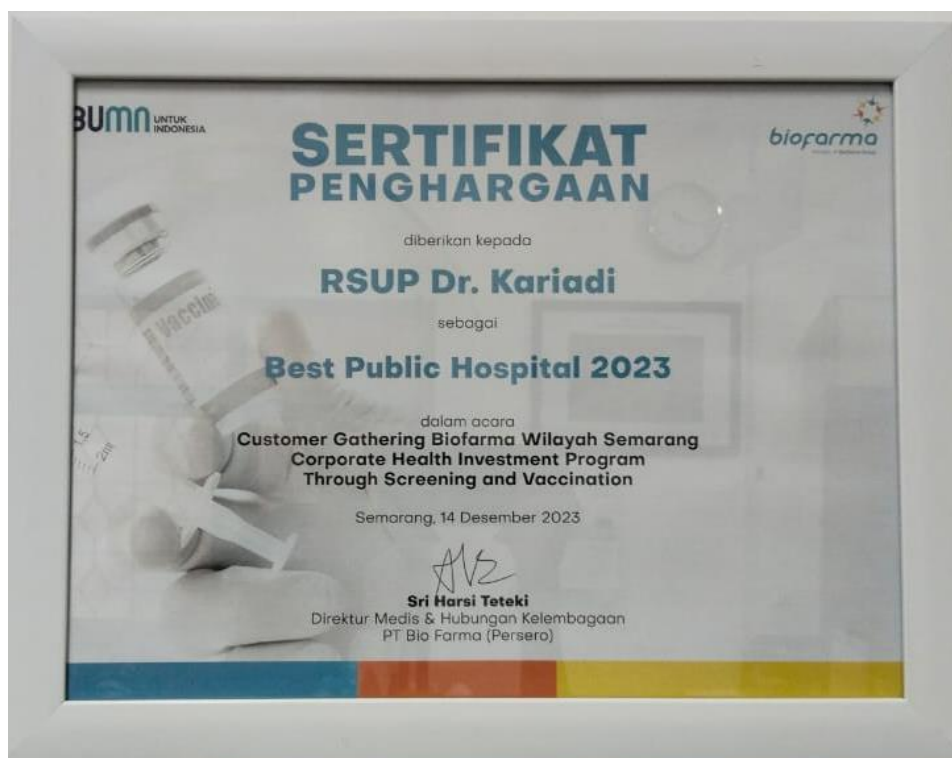 BUMN UNTUK
INDONESIA
biofarma
SERTIFIKAT
PENGHARGAAN
diberikan kepada
RSUP Dr. Kariadi
sebagai
Best Public Hospital 2023
dalam acara
Customer Gathering Biofarma Wilayah Semarang
Corporate Health Investment Program
Through Screening and Vaccination
Semarang, 14 Desember 2023
Sri Harsi Teteki
Direktur Medis & Hubungan Kelembagaan
PT Bio Farma (Persero)
Vaccine